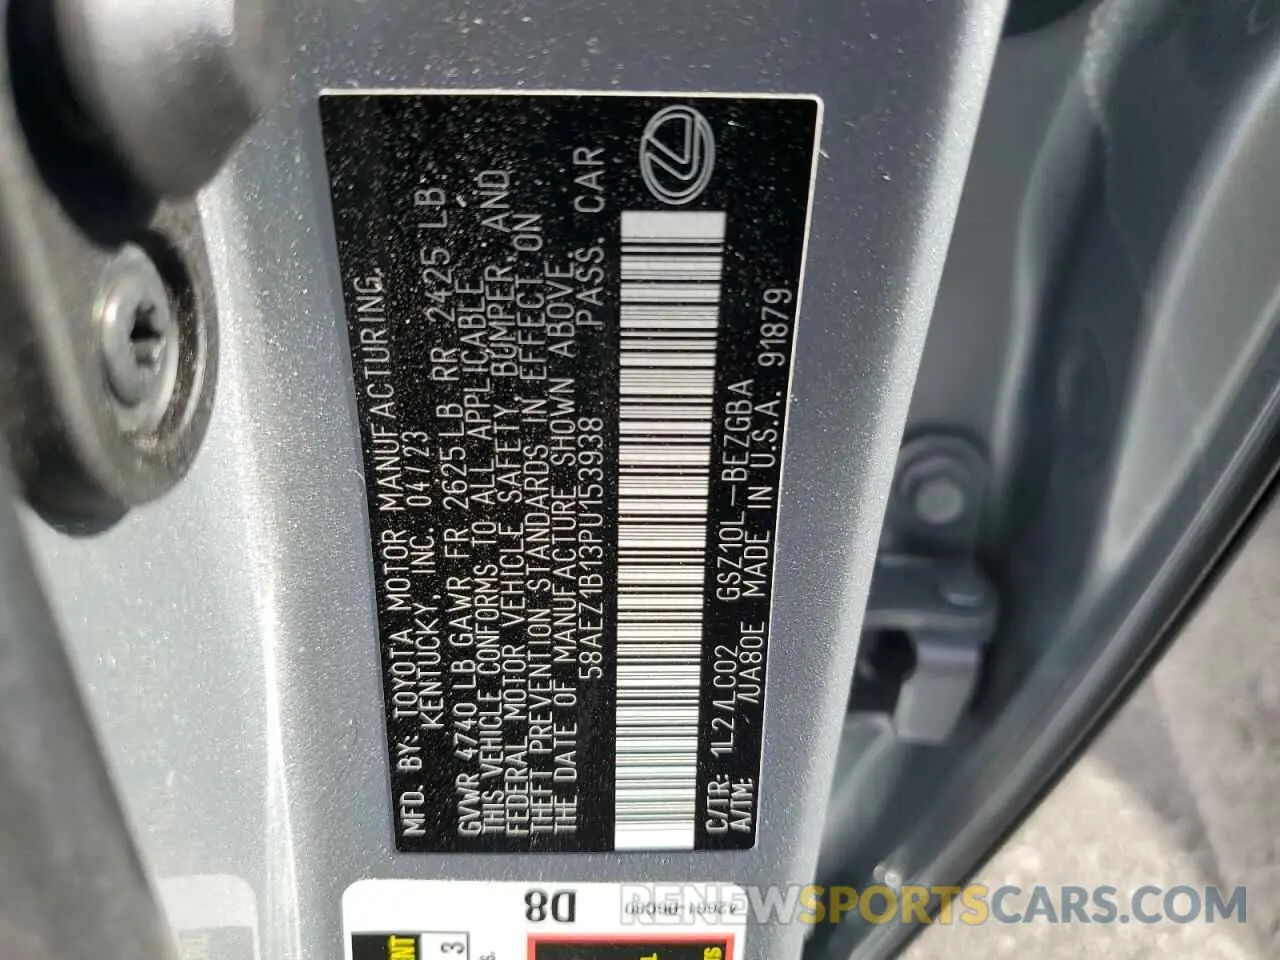 MFD. BY: TOYOTA MOTOR MANUFACTURING,
KENTUCKY, INC. 04/23
GVWR 4740 LB GAWR FR 2625 LB RR 2425 LB
THIS VEHICLE CONFORMS TO ALL APPLICABLE
FEDERAL MOTOR VEHICLE SAFETY, BUMPER, AND
THEFT PREVENTION STANDARDS IN EFFECT ON
THE DATE OF MANUFACTURE SHOWN ABOVE.
58AEZ1B13PU153938 PASS. CAR
C/TR: 1L2 /LC02 GSZ10L-BEZGBA
A/TM: /UA80E MADE IN U.S.A. 91879
D8
3
RENEWSPORTSCARS.COM